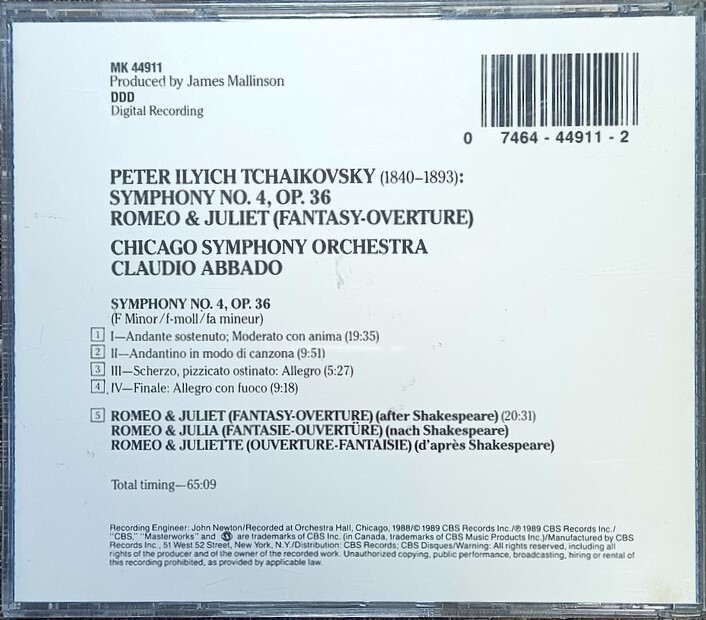 MK 44911
Produced by James Mallinson
DDD
Digital Recording
0 7464 - 44911 - 2
PETER ILYICH TCHAIKOVSKY (1840–1893):
SYMPHONY NO. 4, OP. 36
ROMEO & JULIET (FANTASY-OVERTURE)
CHICAGO SYMPHONY ORCHESTRA
CLAUDIO ABBADO
SYMPHONY NO. 4, OP. 36
(F Minor/f-moll/fa mineur)
1 I—Andante sostenuto; Moderato con anima (19:35)
2 II—Andantino in modo di canzona (9:51)
3 III—Scherzo, pizzicato ostinato: Allegro (5:27)
4 IV—Finale: Allegro con fuoco (9:18)
5 ROMEO & JULIET (FANTASY-OVERTURE) (after Shakespeare) (20:31)
ROMEO & JULIA (FANTASIE-OUVERTÜRE) (nach Shakespeare)
ROMEO & JULIETTE (OUVERTURE-FANTAISIE) (d'après Shakespeare)
Total timing—65:09
Recording Engineer: John Newton/Recorded at Orchestra Hall, Chicago, 1988/© 1989 CBS Records Inc./℗ 1989 CBS Records Inc./
"CBS," "Masterworks" and are trademarks of CBS Inc. (in Canada, trademarks of CBS Music Products Inc.)/Manufactured by CBS
Records Inc., 51 West 52 Street, New York, N.Y./Distribution: CBS Records; CBS Disques/Warning: All rights reserved, including all
rights of the producer and of the owner of the recorded work. Unauthorized copying, public performance, broadcasting, hiring or rental of
this recording prohibited, as provided by applicable law.